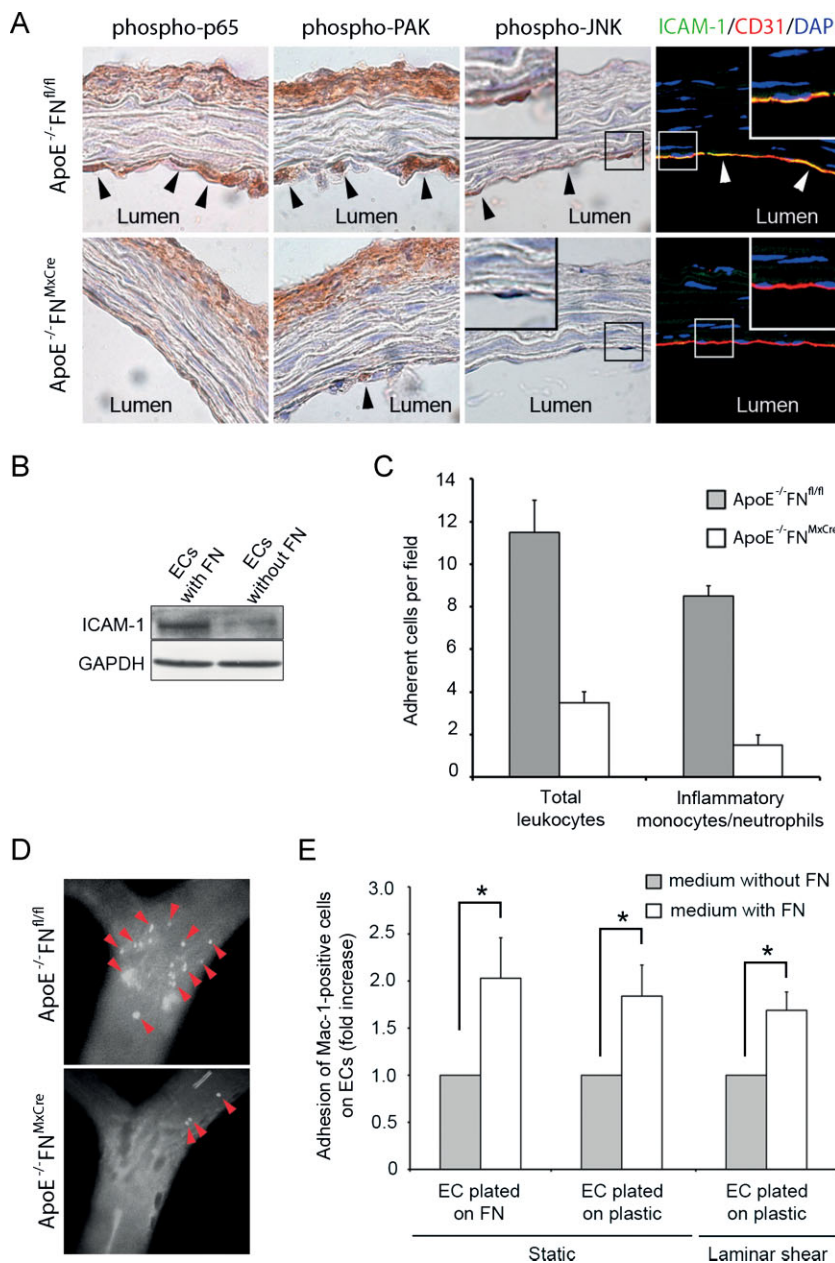 A
phospho-p65 phospho-PAK phospho-JNK ICAM-1/CD31/DAP
ApoE-/-FNfl/fl
Lumen Lumen Lumen Lumen
ApoE-/-FNMxCre
Lumen Lumen Lumen Lumen
B
ECs with FN
ECs without FN
ICAM-1
GAPDH
C
Adherent cells per field
14
12
10
8
6
4
2
0
ApoE-/-FNfl/fl
ApoE-/-FNMxCre
Total leukocytes
Inflammatory monocytes/neutrophils
D
ApoE-/-FNfl/fl
ApoE-/-FNMxCre
E
Adhesion of Mac-1-positive cells
on ECs (fold increase)
3.0
2.5
2.0
1.5
1.0
0.5
0
medium without FN
medium with FN
* * *
EC plated on FN
EC plated on plastic
EC plated on plastic
Static Laminar shear